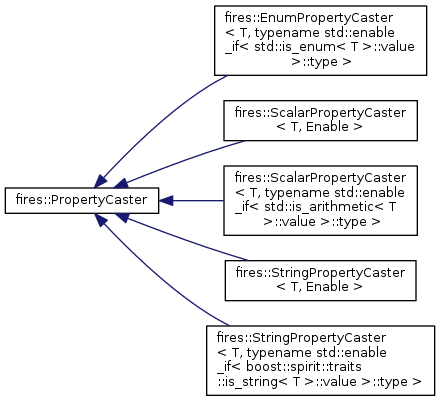 fires::EnumPropertyCaster
< T, typename std::enable
_if< std::is_enum< T >::value
>::type >
fires::ScalarPropertyCaster
< T, Enable >
fires::PropertyCaster
fires::ScalarPropertyCaster
< T, typename std::enable
_if< std::is_arithmetic< T
>::value >::type >
fires::StringPropertyCaster
< T, Enable >
fires::StringPropertyCaster
< T, typename std::enable
_if< boost::spirit::traits
::is_string< T >::value >::type >